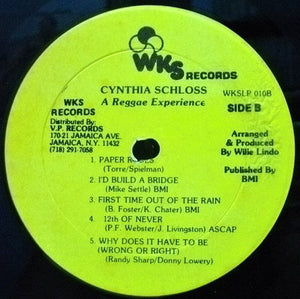 WKS RECORDS
CYNTHIA SCHLOSS
A Reggae Experience
WKSLP 010B
SIDE B
WKS
RECORDS
Distributed By:
V.P. RECORDS
170-21 JAMAICA AVE.
JAMAICA, N.Y. 11432
(718) 291-7058
Arranged
& Produced
by Willie Lindo
Published By
BMI
1. PAPER ROSES
(Torre/Spielman)
2. I'D BUILD A BRIDGE
(Mike Settle) BMI
3. FIRST TIME OUT OF THE RAIN
(B. Foster/K. Chater) BMI
4. 12th OF NEVER
(P.F. Webster/J. Livingston) ASCAP
5. WHY DOES IT HAVE TO BE
(WRONG OR RIGHT)
(Randy Sharp/Donny Lowery)